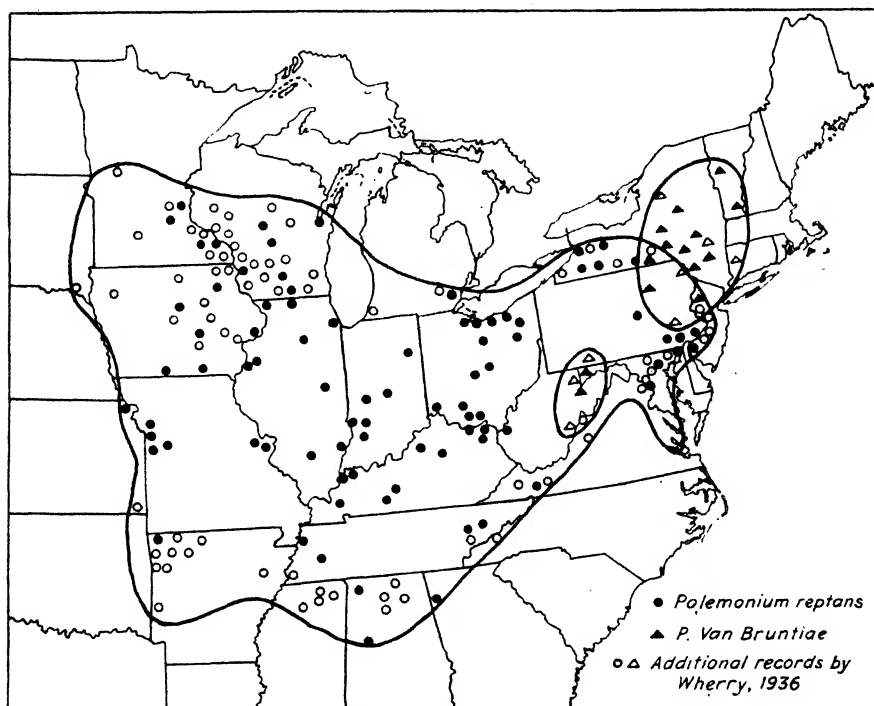 ● Polemonium reptans
▲ P. Van Bruntiae
○ △ Additional records by
Wherry, 1936